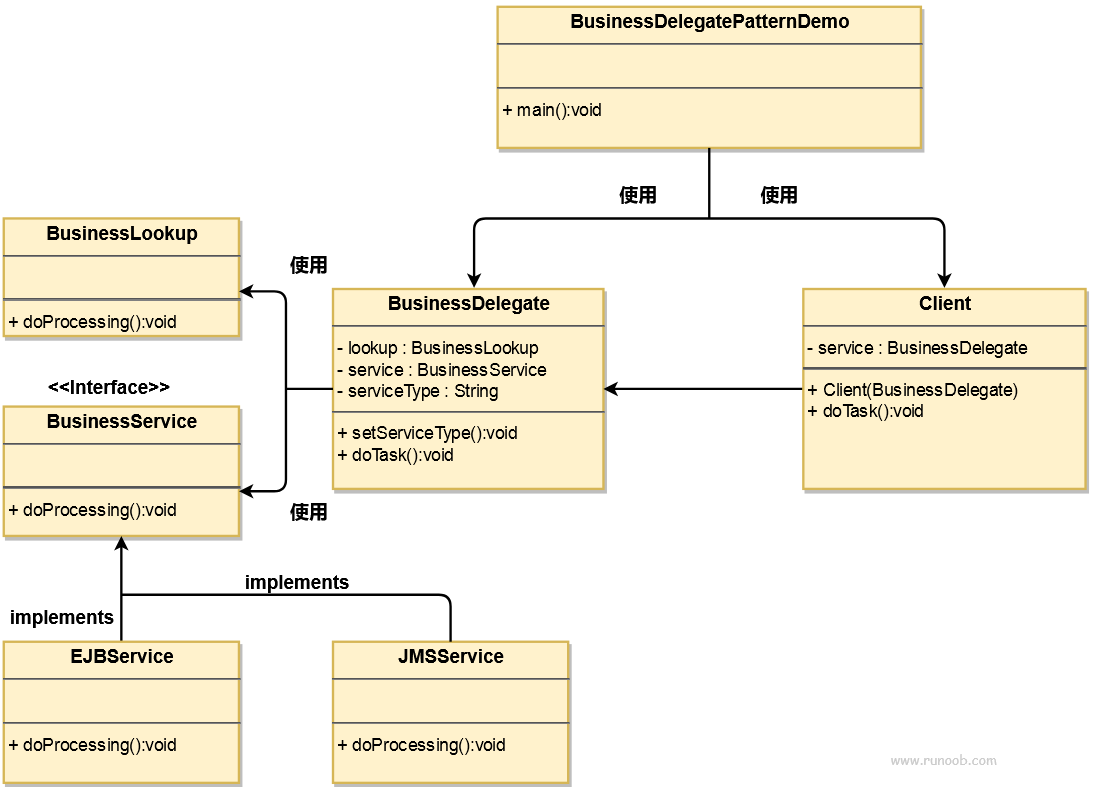 BusinessDelegatePatternDemo
+ main():void
使用
使用
BusinessLookup
+ doProcessing():void
使用
<<Interface>>
BusinessService
+ doProcessing():void
使用
BusinessDelegate
- lookup : BusinessLookup
- service : BusinessService
- serviceType : String
+ setServiceType():void
+ doTask():void
Client
- service : BusinessDelegate
+ Client(BusinessDelegate)
+ doTask():void
implements
implements
EJBService
+ doProcessing():void
JMSService
+ doProcessing():void
www.runoob.com